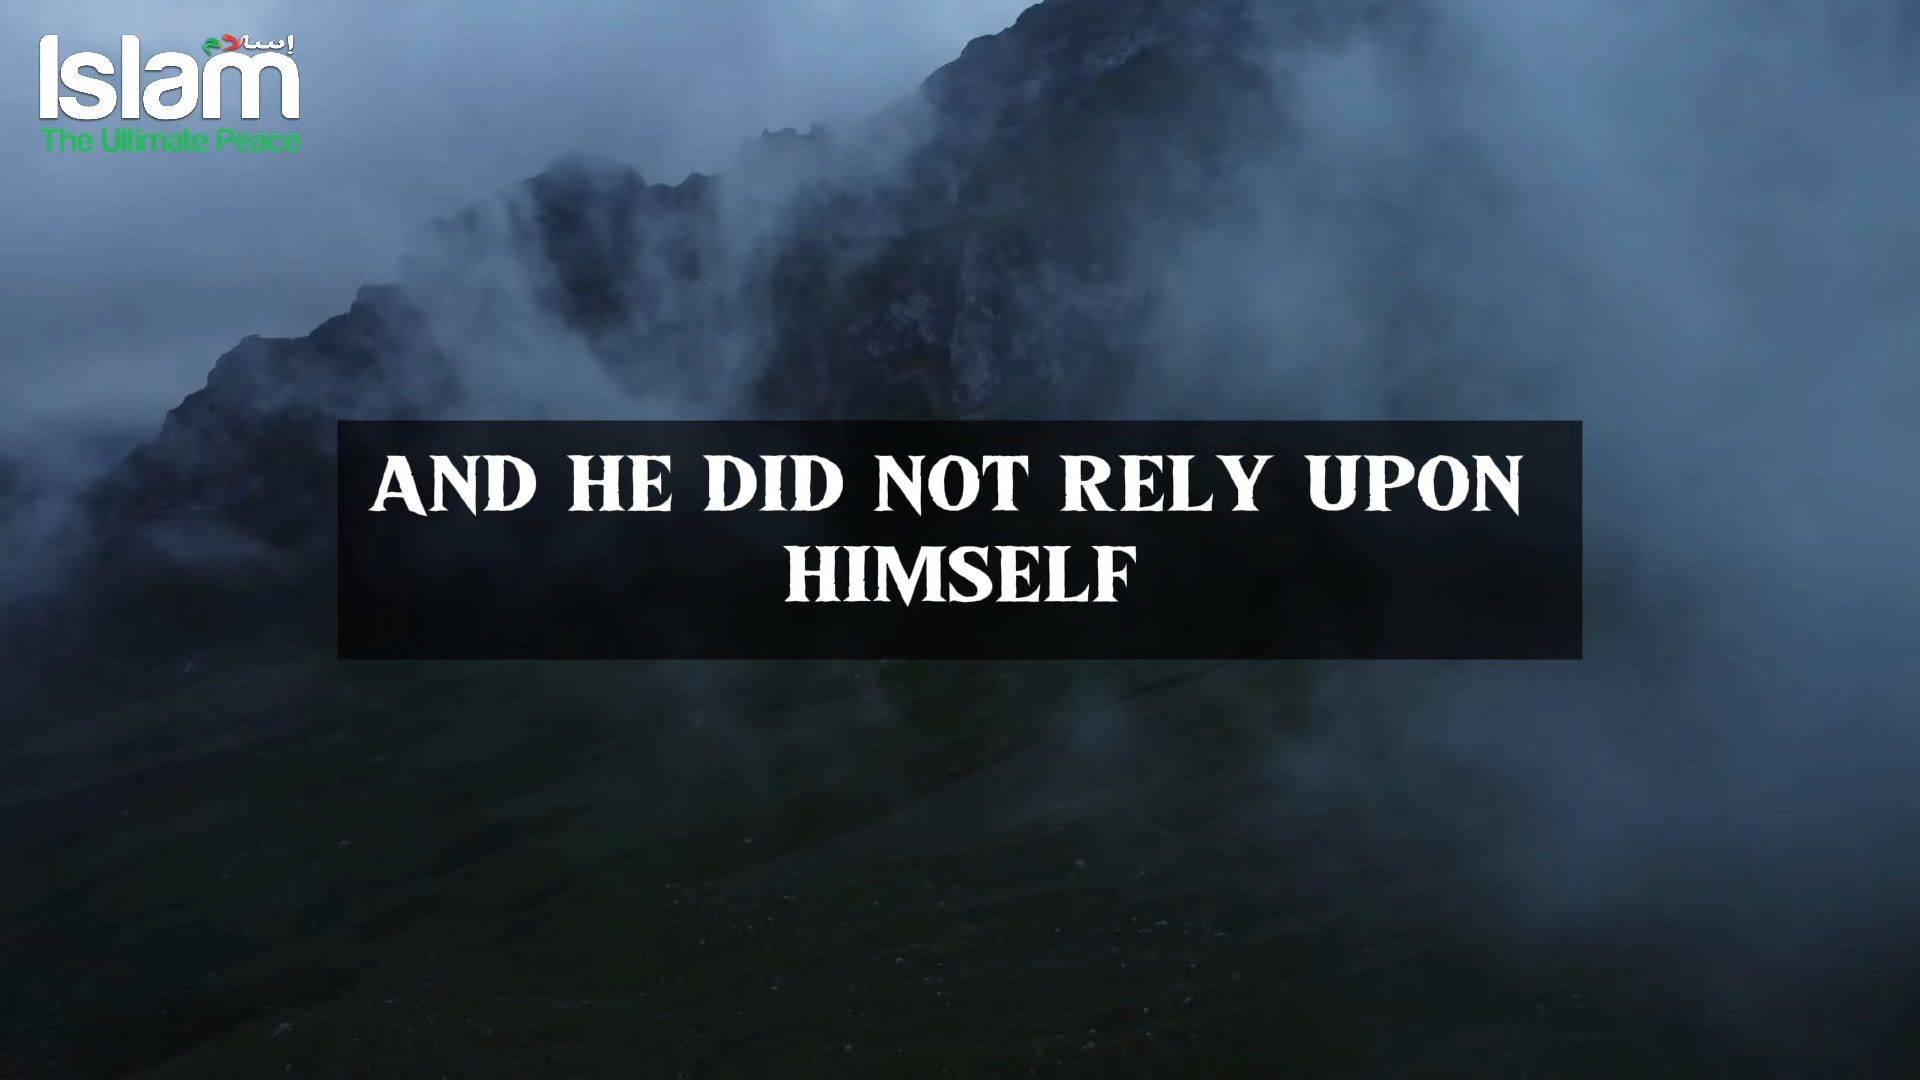 إسلام
Islam
The Ultimate Peace
AND HE DID NOT RELY UPON
HIMSELF